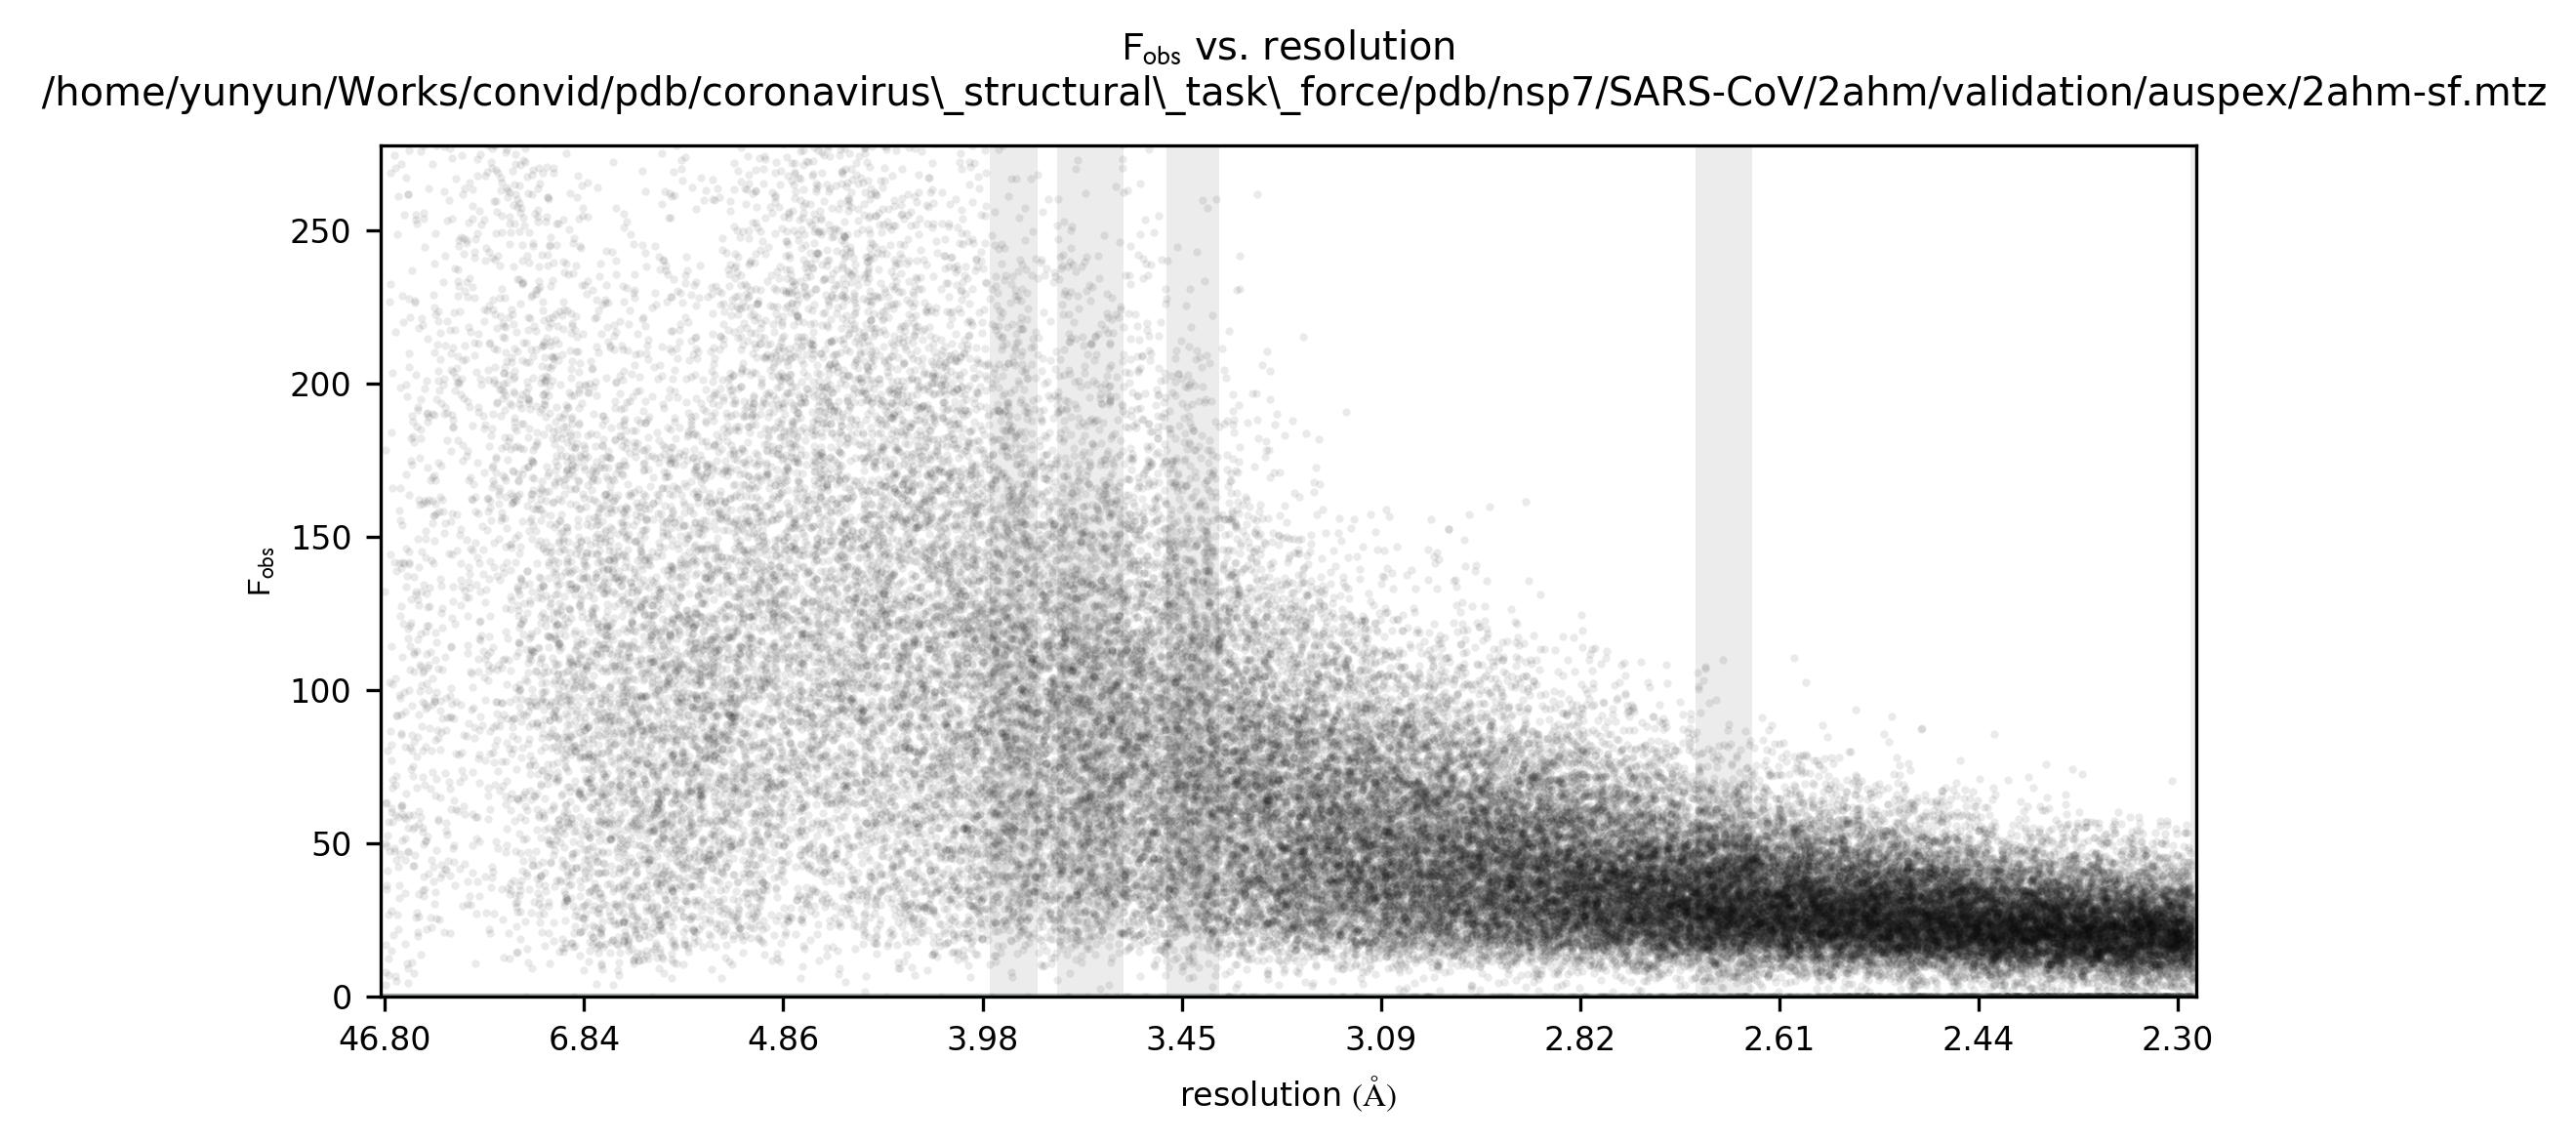 Fobs vs. resolution
/home/yunyun/Works/convid/pdb/coronavirus\_structural\_task\_force/pdb/nsp7/SARS-CoV/2ahm/validation/auspex/2ahm-sf.mtz
250
200
150
100
50
0
Fobs
46.80 6.84 4.86 3.98 3.45 3.09 2.82 2.61 2.44 2.30
resolution (Å)